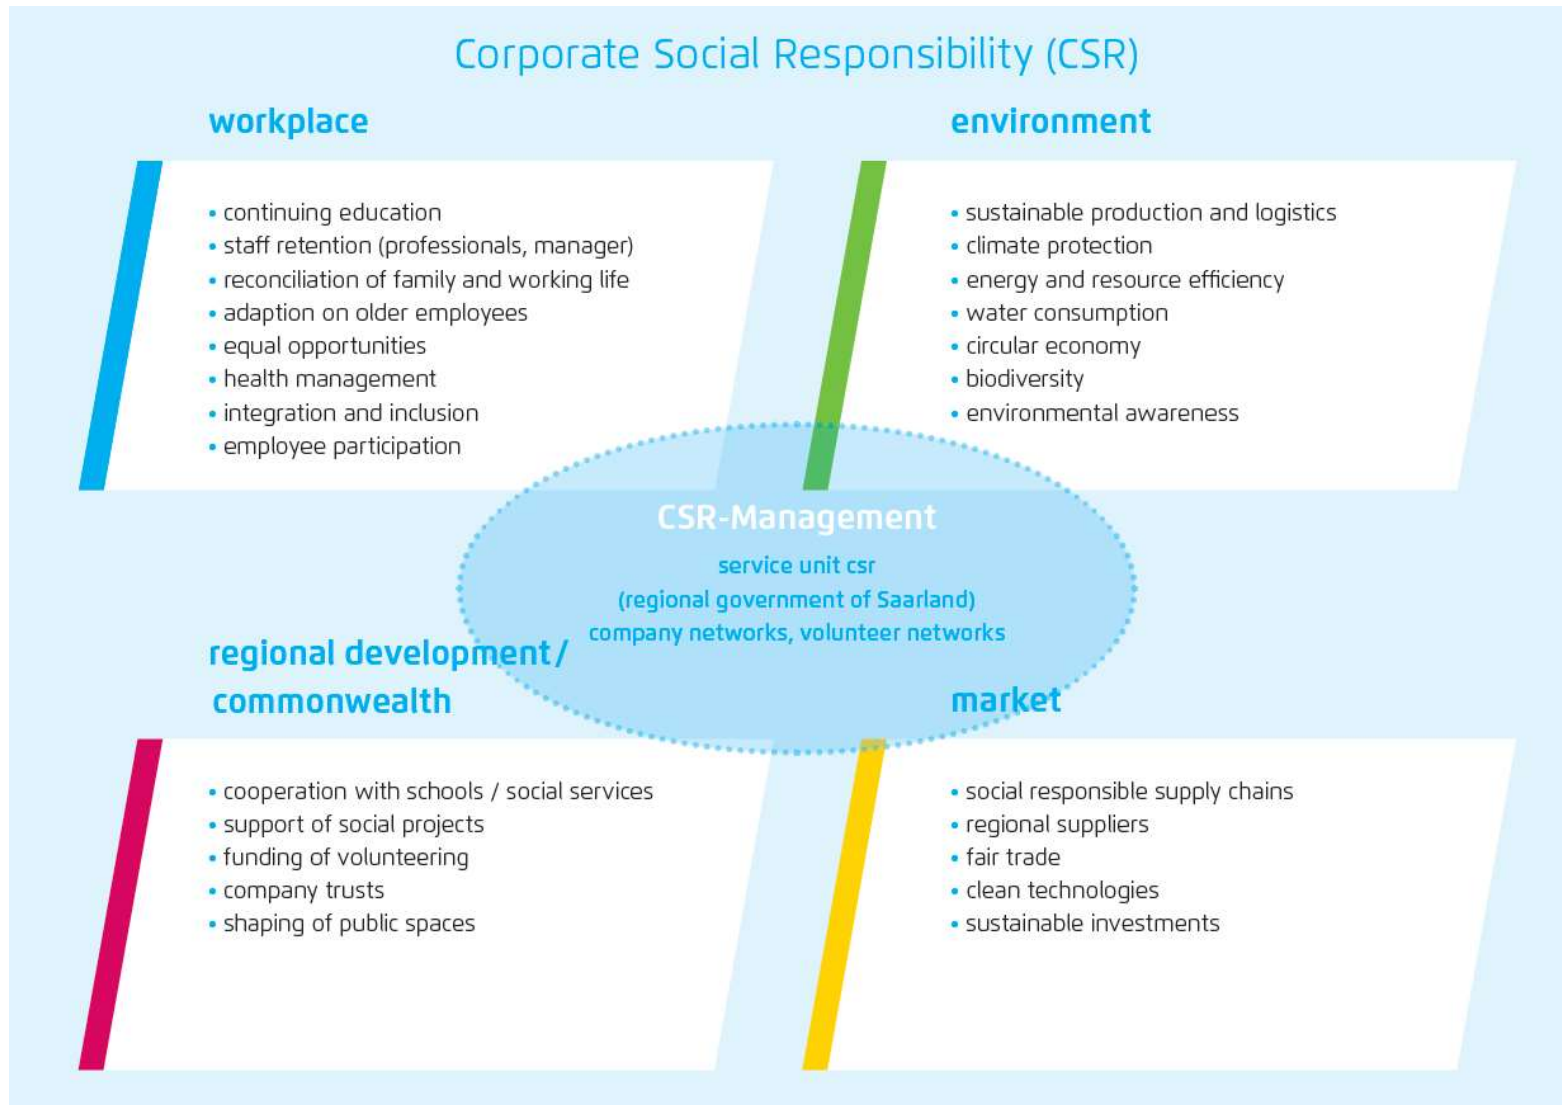 Corporate Social Responsibility (CSR)
workplace
• continuing education
• staff retention (professionals, manager)
• reconciliation of family and working life
• adaption on older employees
• equal opportunities
• health management
• integration and inclusion
• employee participation
environment
• sustainable production and logistics
• climate protection
• energy and resource efficiency
• water consumption
• circular economy
• biodiversity
• environmental awareness
CSR-Management
service unit csr
(regional government of Saarland)
company networks, volunteer networks
regional development/
commonwealth
• cooperation with schools / social services
• support of social projects
• funding of volunteering
• company trusts
• shaping of public spaces
market
• social responsible supply chains
• regional suppliers
• fair trade
• clean technologies
• sustainable investments